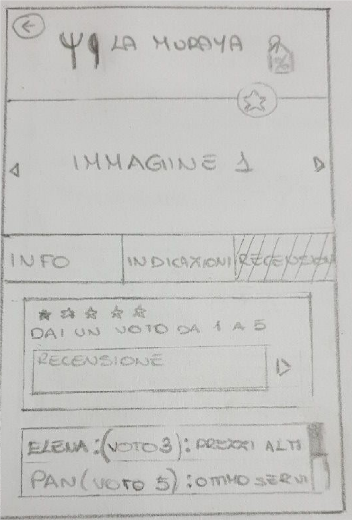 LA MURAYA
%
IMMAGINE 1
INFO
INDICAZIONI
RECENSIONI
DAI UN VOTO DA 1 A 5
RECENSIONE
ELENA:(VOTO 3): PREZZI ALTI
PAN(VOTO 5):OTTIMO SERVI